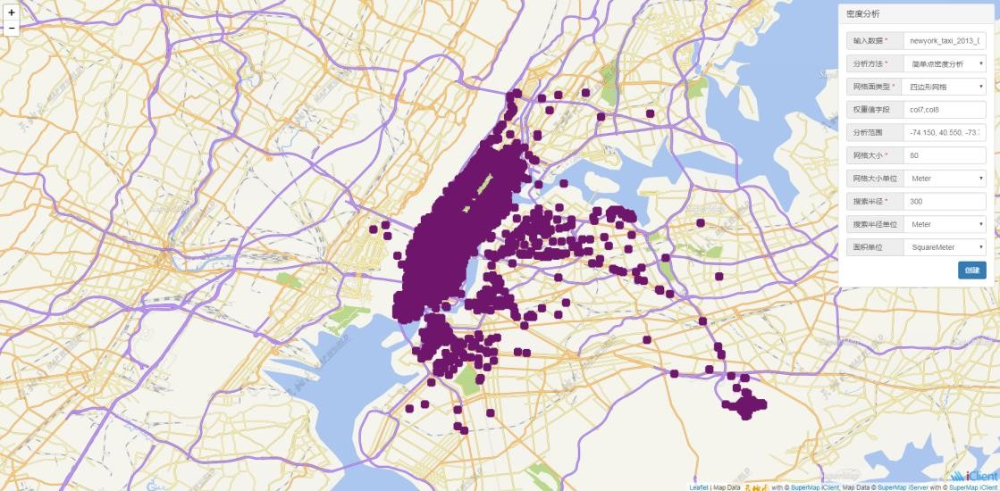 +
−
密度分析
输入数据 * newyork_taxi_2013_(
分析方法 * 简单点密度分析
网格面类型 * 四边形网格
权重值字段 col7;col8
分析范围 -74.150, 40.550, -73.
网格大小 * 80
网格大小单位 Meter
搜索半径 * 300
搜索半径单位 Meter
面积单位 SquareMeter
创建
iClient
Leaflet | Map Data 天地图 with © SuperMap iClient, Map Data © SuperMap iServer with © SuperMap iClient